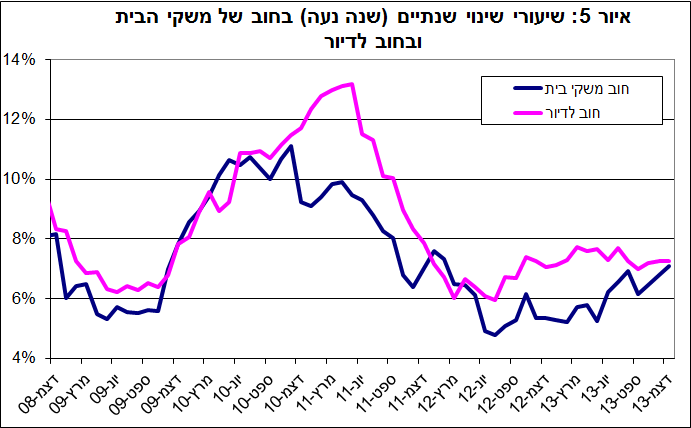 איור 5: שיעורי שינוי שנתיים (שנה נעה) בחוב של משקי הבית
ובחוב לדיור
חוב משקי בית
חוב לדיור
14%
12%
10%
8%
6%
4%
דצמ-08
מרץ-09
יונ-09
ספט-09
דצמ-09
מרץ-10
יונ-10
ספט-10
דצמ-10
מרץ-11
יונ-11
ספט-11
דצמ-11
מרץ-12
יונ-12
ספט-12
דצמ-12
מרץ-13
יונ-13
ספט-13
דצמ-13